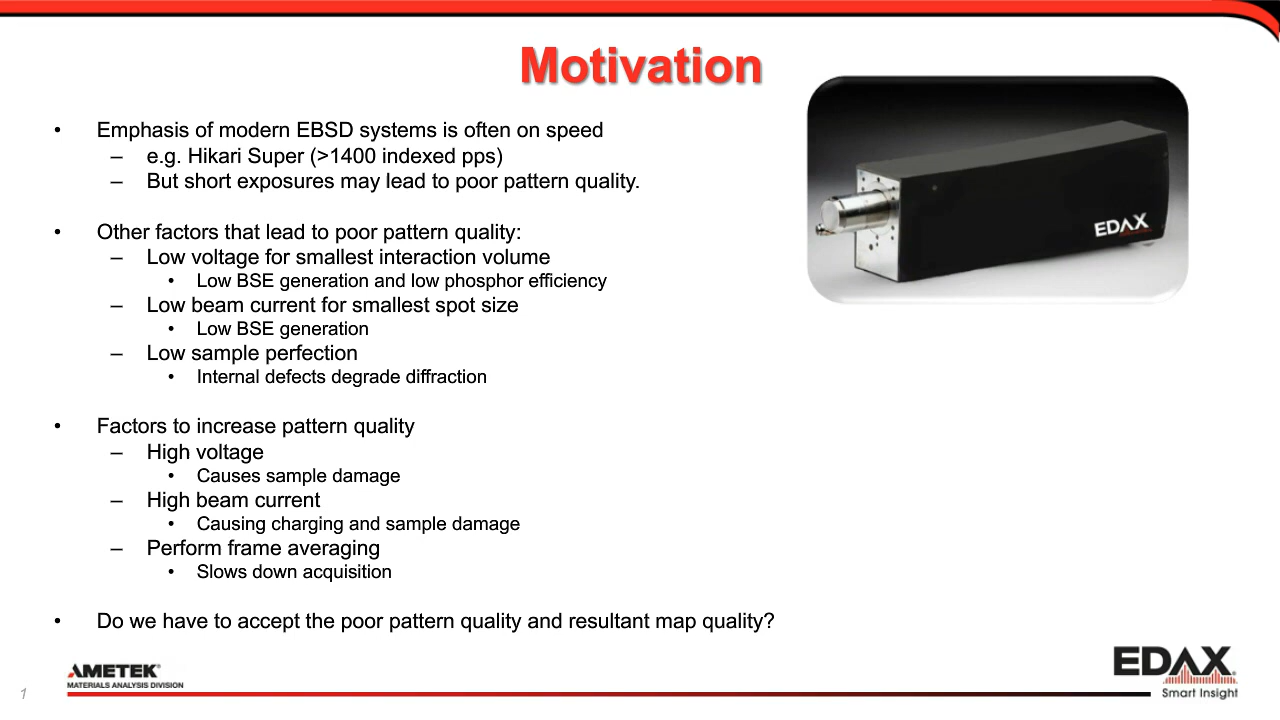 Motivation
• Emphasis of modern EBSD systems is often on speed
– e.g. Hikari Super (>1400 indexed pps)
– But short exposures may lead to poor pattern quality.
• Other factors that lead to poor pattern quality:
– Low voltage for smallest interaction volume
• Low BSE generation and low phosphor efficiency
– Low beam current for smallest spot size
• Low BSE generation
– Low sample perfection
• Internal defects degrade diffraction
• Factors to increase pattern quality
– High voltage
• Causes sample damage
– High beam current
• Causing charging and sample damage
– Perform frame averaging
• Slows down acquisition
• Do we have to accept the poor pattern quality and resultant map quality?
EDAX
1
AMETEK®
MATERIALS ANALYSIS DIVISION
EDAX
Smart Insight